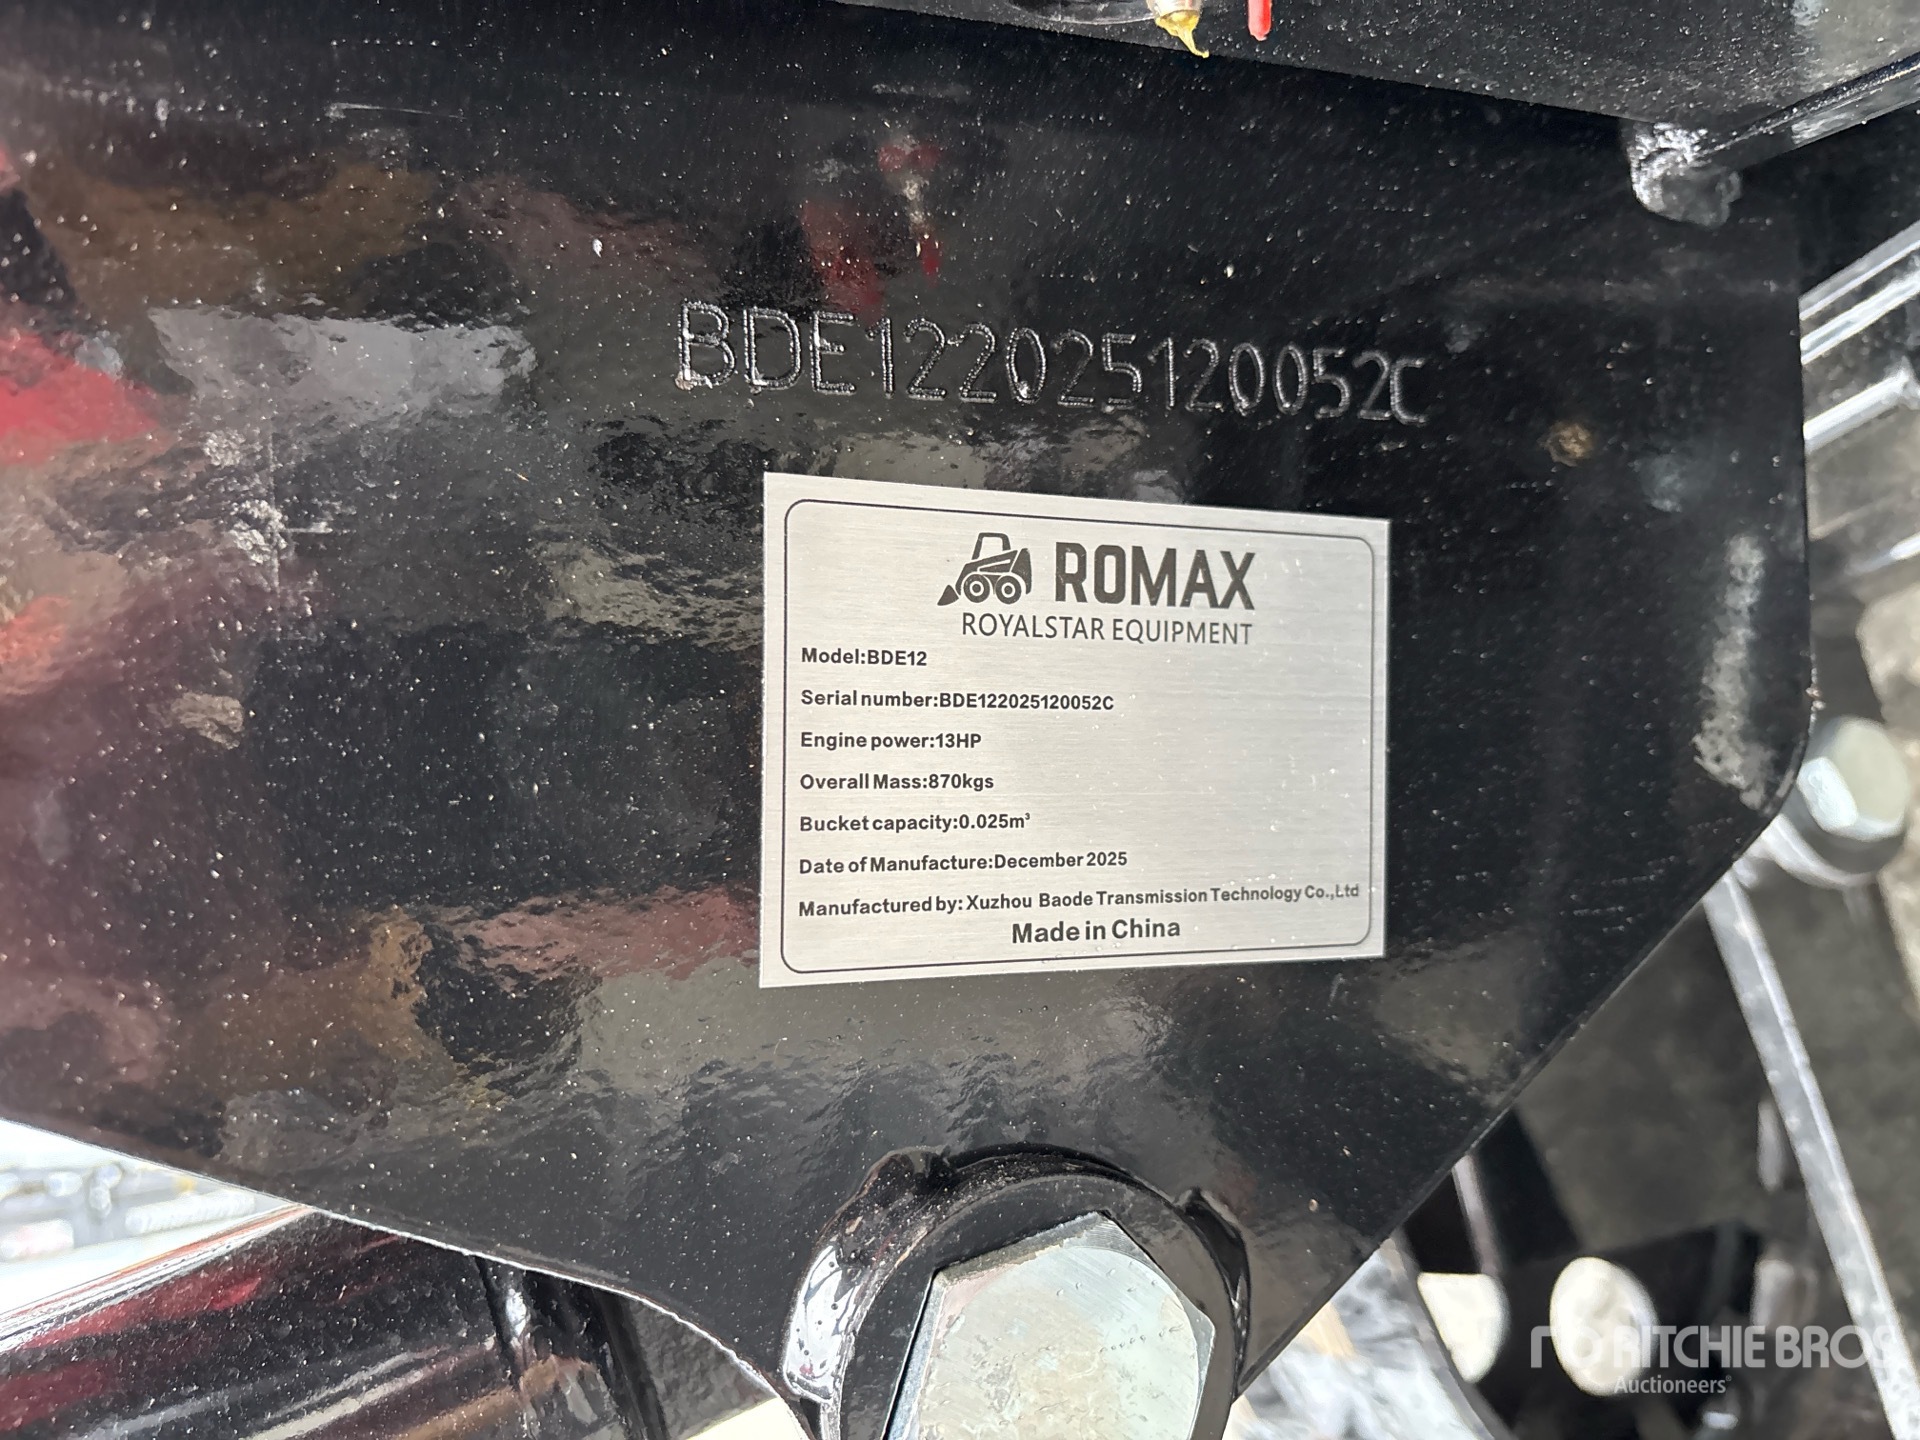 BDE122025120052C
ROMAX
ROYALSTAR EQUIPMENT
Model:BDE12
Serial number:BDE122025120052C
Engine power:13HP
Overall Mass:870kgs
Bucket capacity:0.025m³
Date of Manufacture:December 2025
Manufactured by: Xuzhou Baode Transmission Technology Co.,Ltd
Made in China
RITCHIE BROS
Auctioneers®